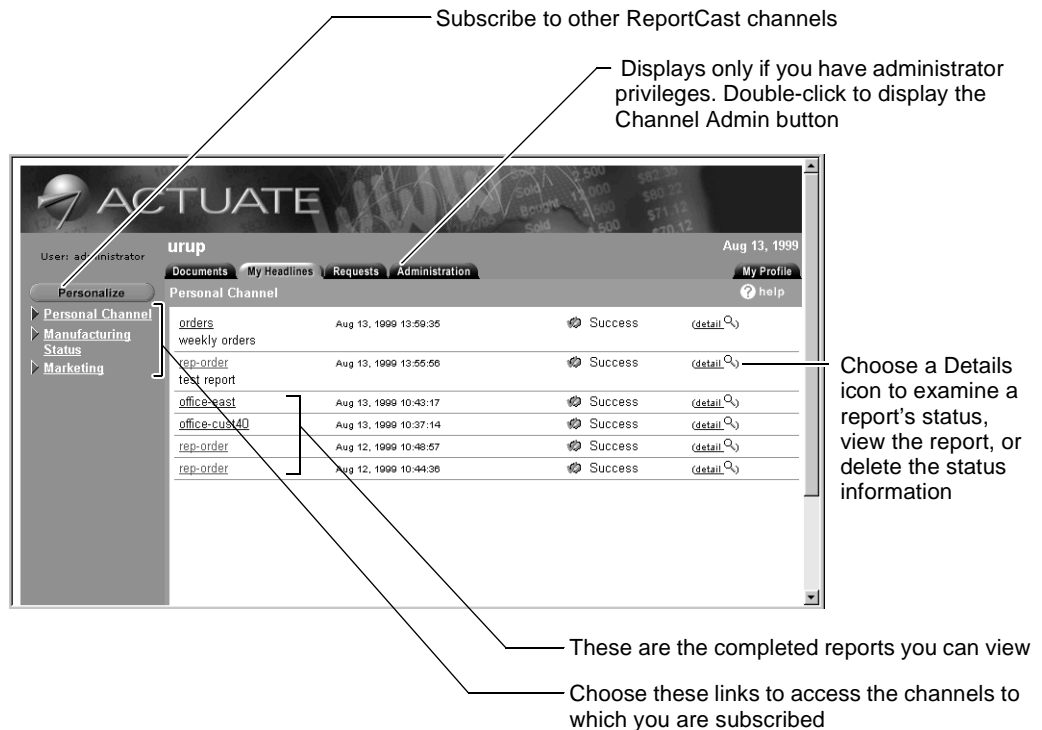 Subscribe to other ReportCast channels
Displays only if you have administrator
privileges. Double-click to display the
Channel Admin button
ACTUATE
User: administrator
urup
Aug 13, 1999
Documents My Headlines Requests Administration My Profile
Personalize
Personal Channel
help
Personal Channel
Manufacturing
Status
Marketing
orders Aug 13, 1999 13:59:35 Success (detail)
weekly orders
rep-order Aug 13, 1999 13:55:56 Success (detail)
test report
office-east Aug 13, 1999 10:43:17 Success (detail)
office-cust40 Aug 13, 1999 10:37:14 Success (detail)
rep-order Aug 12, 1999 10:48:57 Success (detail)
rep-order Aug 12, 1999 10:44:36 Success (detail)
Choose a Details
icon to examine a
report's status,
view the report, or
delete the status
information
These are the completed reports you can view
Choose these links to access the channels to
which you are subscribed